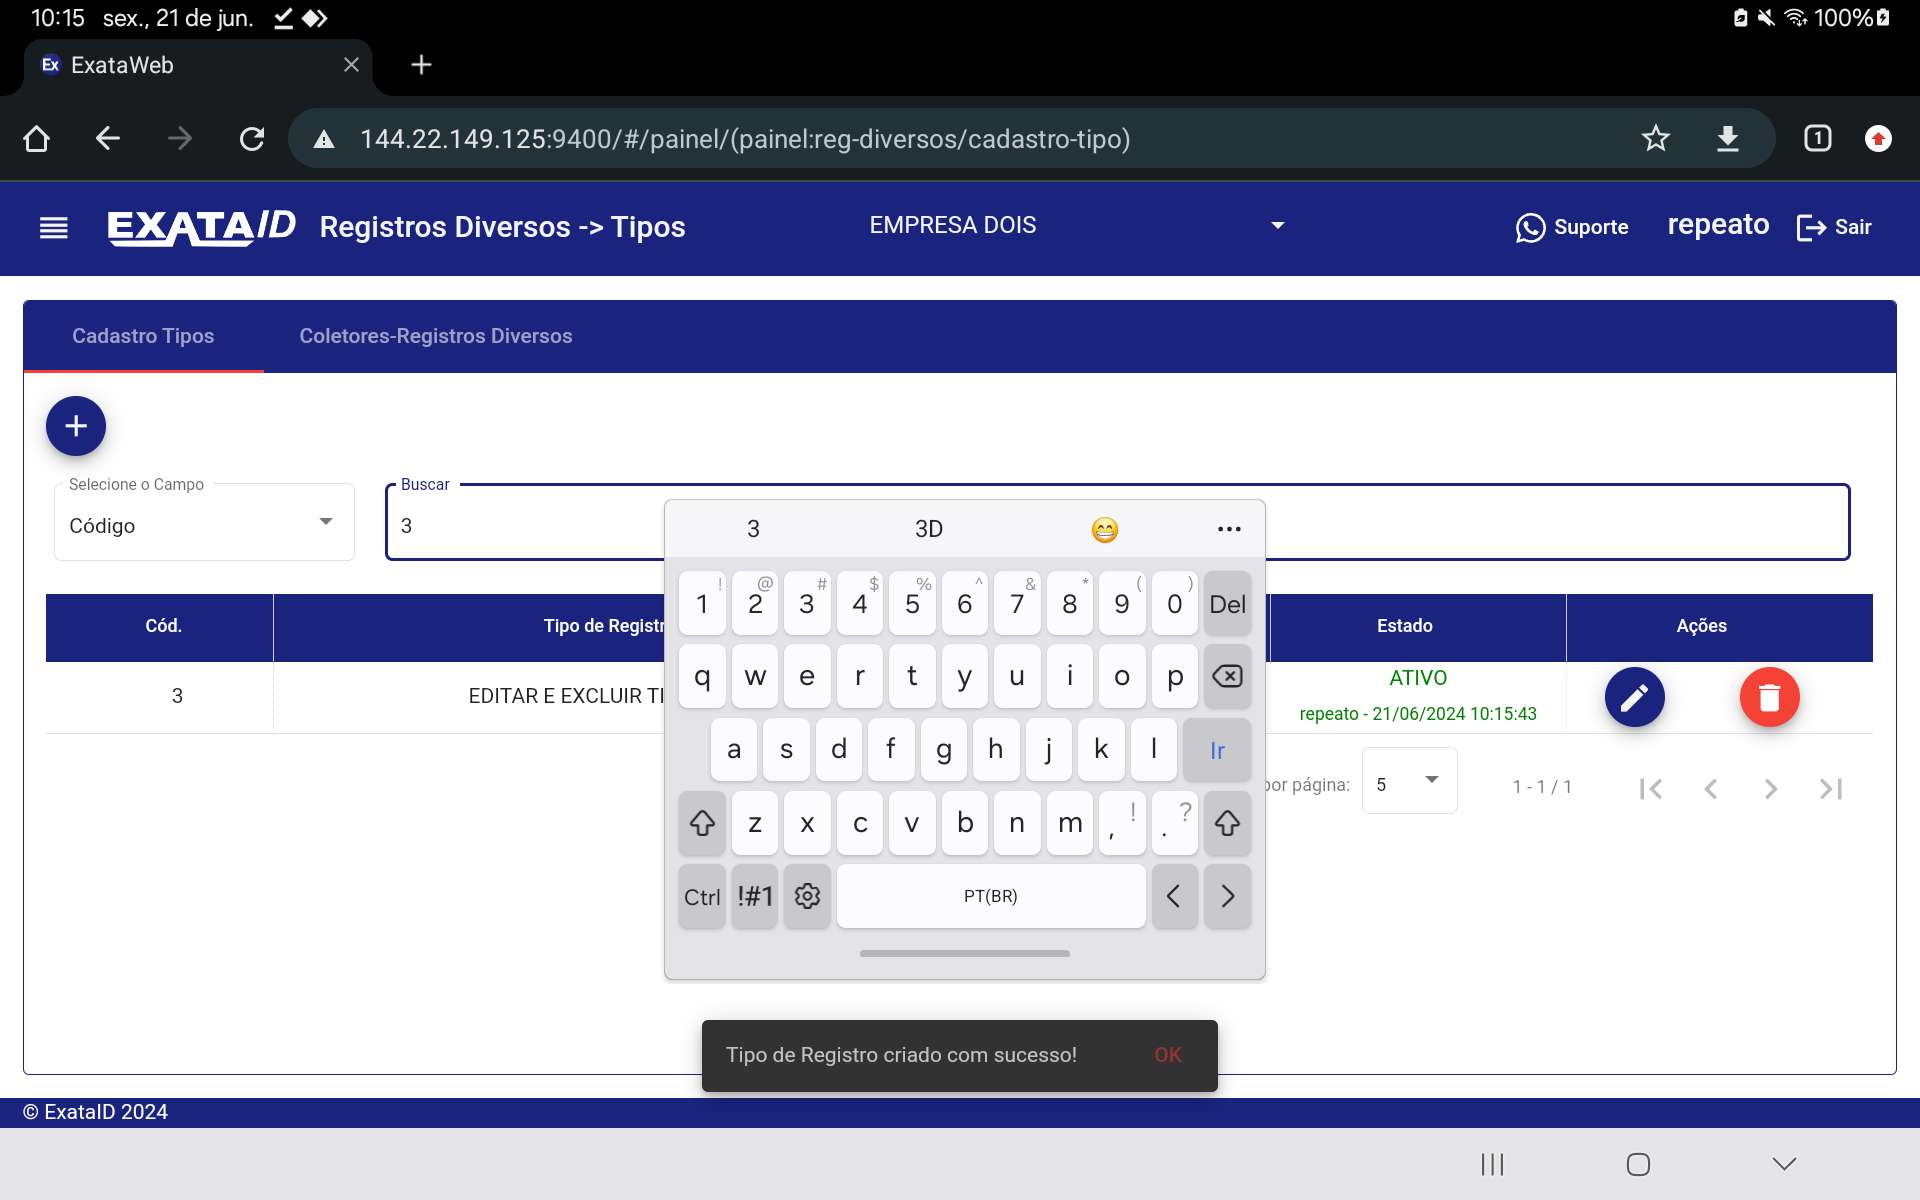 10:15 sex., 21 de jun.
100%
Ex ExataWeb
144.22.149.125:9400/#/painel/(painel:reg-diversos/cadastro-tipo)
1
EXATAID Registros Diversos -> Tipos EMPRESA DOIS Suporte repeato Sair
Cadastro Tipos Coletores-Registros Diversos
Selecione o Campo
Código
Buscar
3
3 3D 😁 •••
! @ # $ % ^ & * ( )
1 2 3 4 5 6 7 8 9 0 Del
q w e r t y u i o p
a s d f g h j k l Ir
z x c v b n m , ! . ?
Ctrl !#1 PT(BR)
Cód. Tipo de Registr Estado Ações
3 EDITAR E EXCLUIR TI ATIVO
repeato - 21/06/2024 10:15:43
por página: 5 1 - 1 / 1
Tipo de Registro criado com sucesso! OK
© ExataID 2024